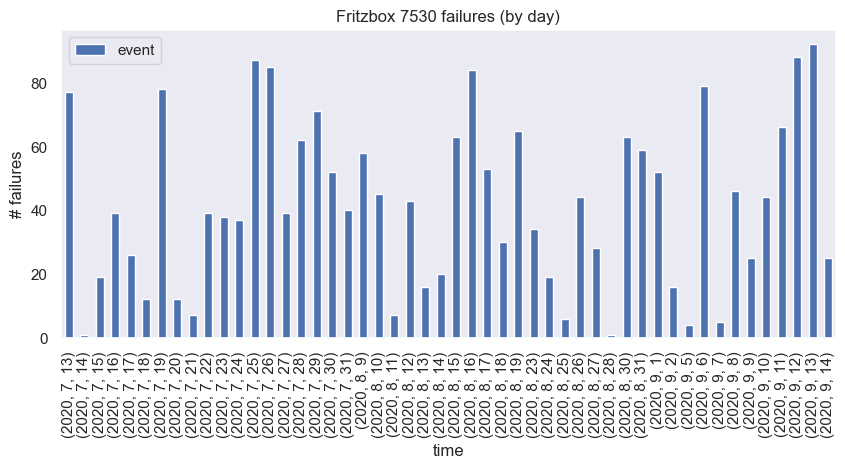 Fritzbox 7530 failures (by day)
event
# failures
80
60
40
20
0
(2020, 7, 13)
(2020, 7, 14)
(2020, 7, 15)
(2020, 7, 16)
(2020, 7, 17)
(2020, 7, 18)
(2020, 7, 19)
(2020, 7, 20)
(2020, 7, 21)
(2020, 7, 22)
(2020, 7, 23)
(2020, 7, 24)
(2020, 7, 25)
(2020, 7, 26)
(2020, 7, 27)
(2020, 7, 28)
(2020, 7, 29)
(2020, 7, 30)
(2020, 7, 31)
(2020, 8, 9)
(2020, 8, 10)
(2020, 8, 11)
(2020, 8, 12)
(2020, 8, 13)
(2020, 8, 14)
(2020, 8, 15)
(2020, 8, 16)
(2020, 8, 17)
(2020, 8, 18)
(2020, 8, 19)
(2020, 8, 23)
(2020, 8, 24)
(2020, 8, 25)
(2020, 8, 26)
(2020, 8, 27)
(2020, 8, 28)
(2020, 8, 30)
(2020, 8, 31)
(2020, 9, 1)
(2020, 9, 2)
(2020, 9, 5)
(2020, 9, 6)
(2020, 9, 7)
(2020, 9, 8)
(2020, 9, 9)
(2020, 9, 10)
(2020, 9, 11)
(2020, 9, 12)
(2020, 9, 13)
(2020, 9, 14)
time